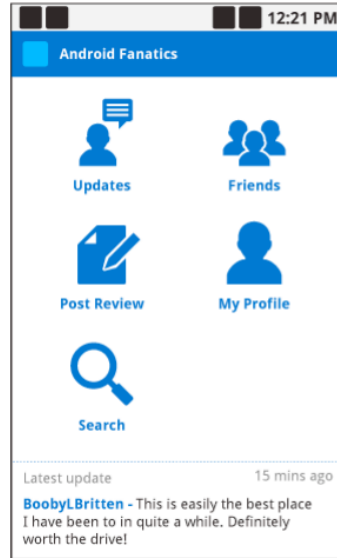 12:21 PM
Android Fanatics
Updates
Friends
Post Review
My Profile
Search
Latest update
15 mins ago
BoobyLBritten - This is easily the best place
I have been to in quite a while. Definitely
worth the drive!